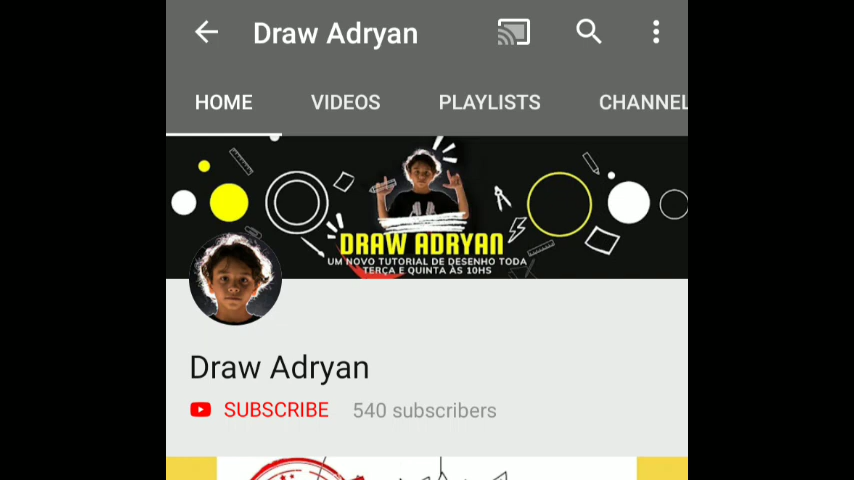 Draw Adryan
HOME VIDEOS PLAYLISTS CHANNEL
DRAW ADRYAN
UM NOVO TUTORIAL DE DESENHO TODA
TERÇA E QUINTA ÀS 10HS
Draw Adryan
SUBSCRIBE 540 subscribers